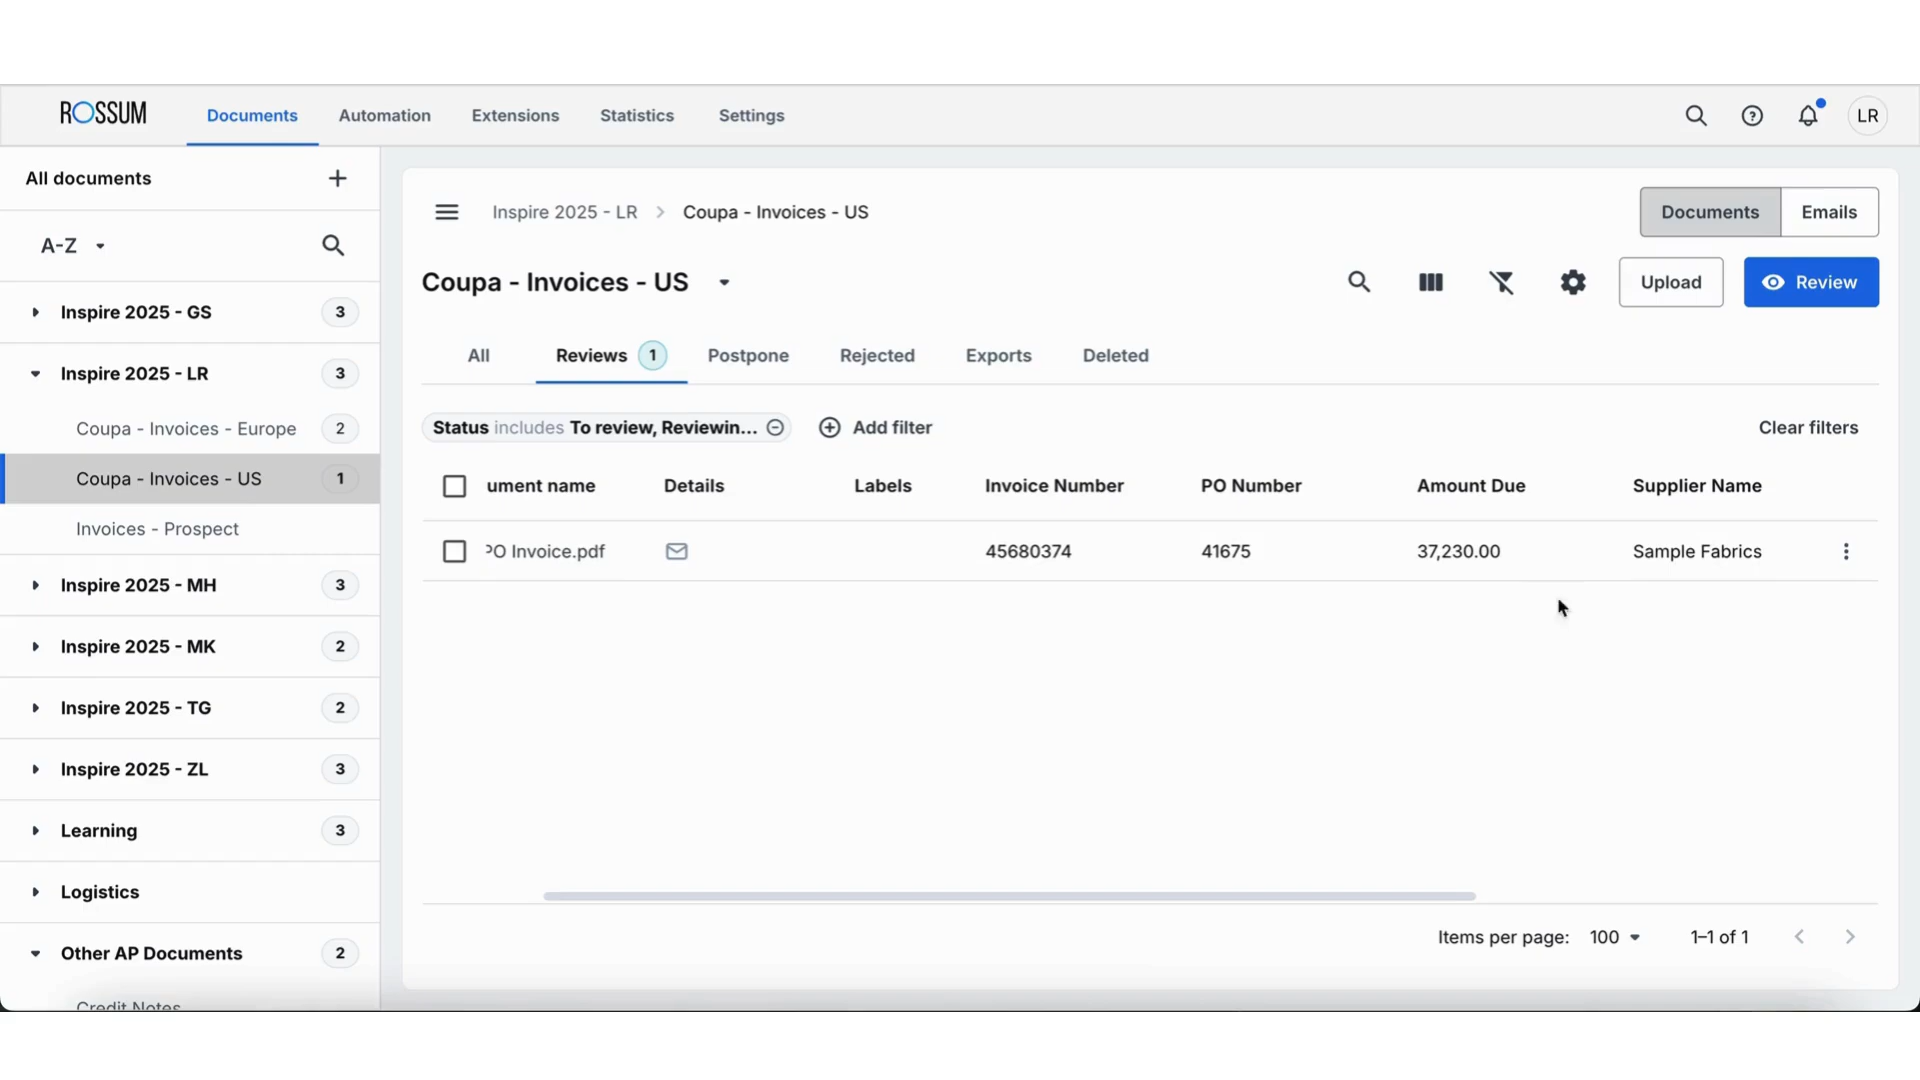 ROSSUM
Documents
Automation
Extensions
Statistics
Settings
?
LR
All documents
A-Z
Inspire 2025 - GS 3
Inspire 2025 - LR 3
Coupa - Invoices - Europe 2
Coupa - Invoices - US 1
Invoices - Prospect
Inspire 2025 - MH 3
Inspire 2025 - MK 2
Inspire 2025 - TG 2
Inspire 2025 - ZL 3
Learning 3
Logistics
Other AP Documents 2
Credit Notes
Inspire 2025 - LR > Coupa - Invoices - US
Documents Emails
Coupa - Invoices - US
Upload
Review
All Reviews 1 Postpone Rejected Exports Deleted
Status includes To review, Reviewin...
Add filter
Clear filters
ument name Details Labels Invoice Number PO Number Amount Due Supplier Name
PO Invoice.pdf 45680374 41675 37,230.00 Sample Fabrics
Items per page: 100 1–1 of 1